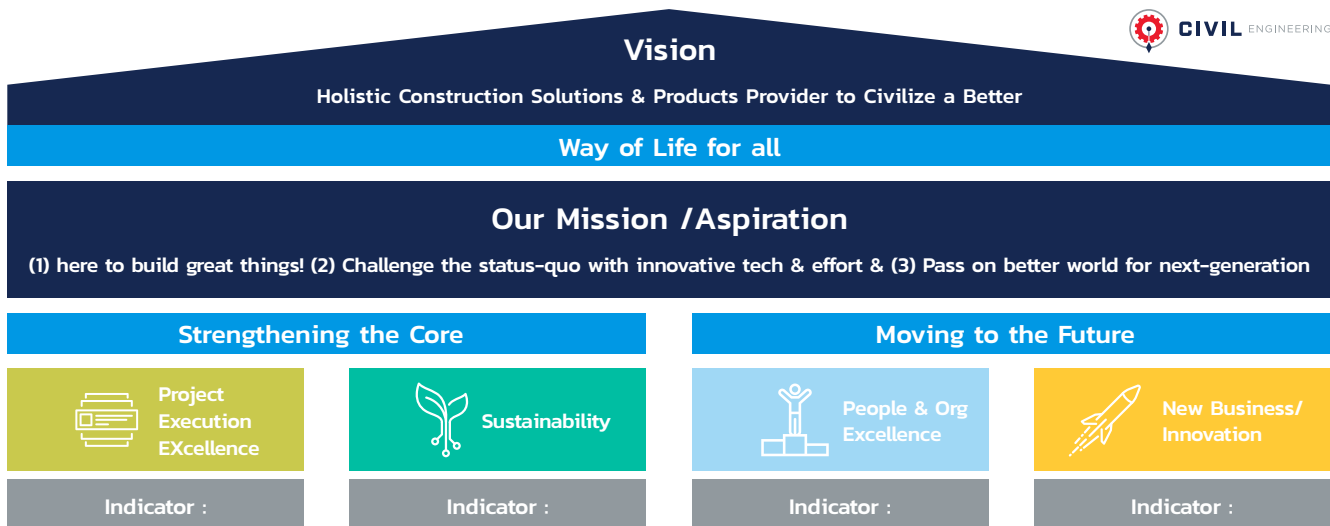 CIVIL ENGINEERING
Vision
Holistic Construction Solutions & Products Provider to Civilize a Better
Way of Life for all
Our Mission /Aspiration
(1) here to build great things! (2) Challenge the status-quo with innovative tech & effort & (3) Pass on better world for next-generation
Strengthening the Core
Moving to the Future
Project
Execution
EXcellence
Sustainability
People & Org
Excellence
New Business/
Innovation
Indicator :
Indicator :
Indicator :
Indicator :